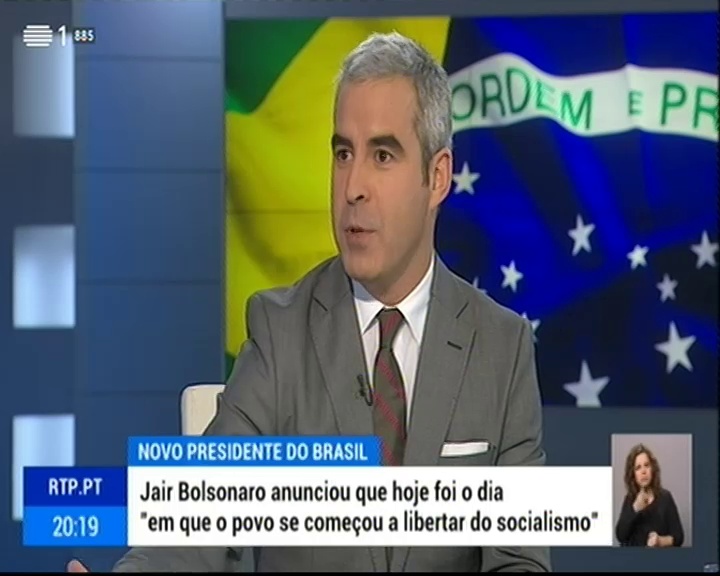 1 885
ORDEM E PR
NOVO PRESIDENTE DO BRASIL
RTP.PT
Jair Bolsonaro anunciou que hoje foi o dia
20:19
"em que o povo se começou a libertar do socialismo"